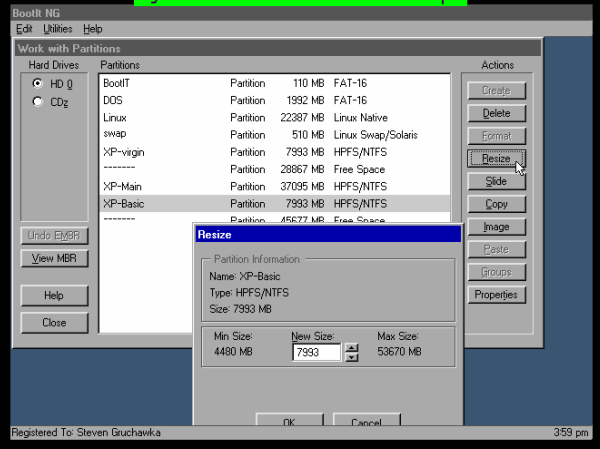 BootIt NG
Edit Utilities Help
Work with Partitions
Hard Drives Partitions Actions
HD 0
CD2
BootIT Partition 110 MB FAT-16
DOS Partition 1992 MB FAT-16
Linux Partition 22387 MB Linux Native
swap Partition 510 MB Linux Swap/Solaris
XP-virgin Partition 7993 MB HPFS/NTFS
------- Partition 28867 MB Free Space
XP-Main Partition 37095 MB HPFS/NTFS
XP-Basic Partition 7993 MB HPFS/NTFS
------- Partition 45677 MB Free Space
Create
Delete
Format
Resize
Slide
Copy
Image
Paste
Groups
Properties
Undo EMBR
View MBR
Help
Close
Resize
Partition Information
Name: XP-Basic
Type: HPFS/NTFS
Size: 7993 MB
Min Size: New Size: Max Size:
4480 MB 7993 53670 MB
OK Cancel
Registered To: Steven Gruchawka 3:59 pm